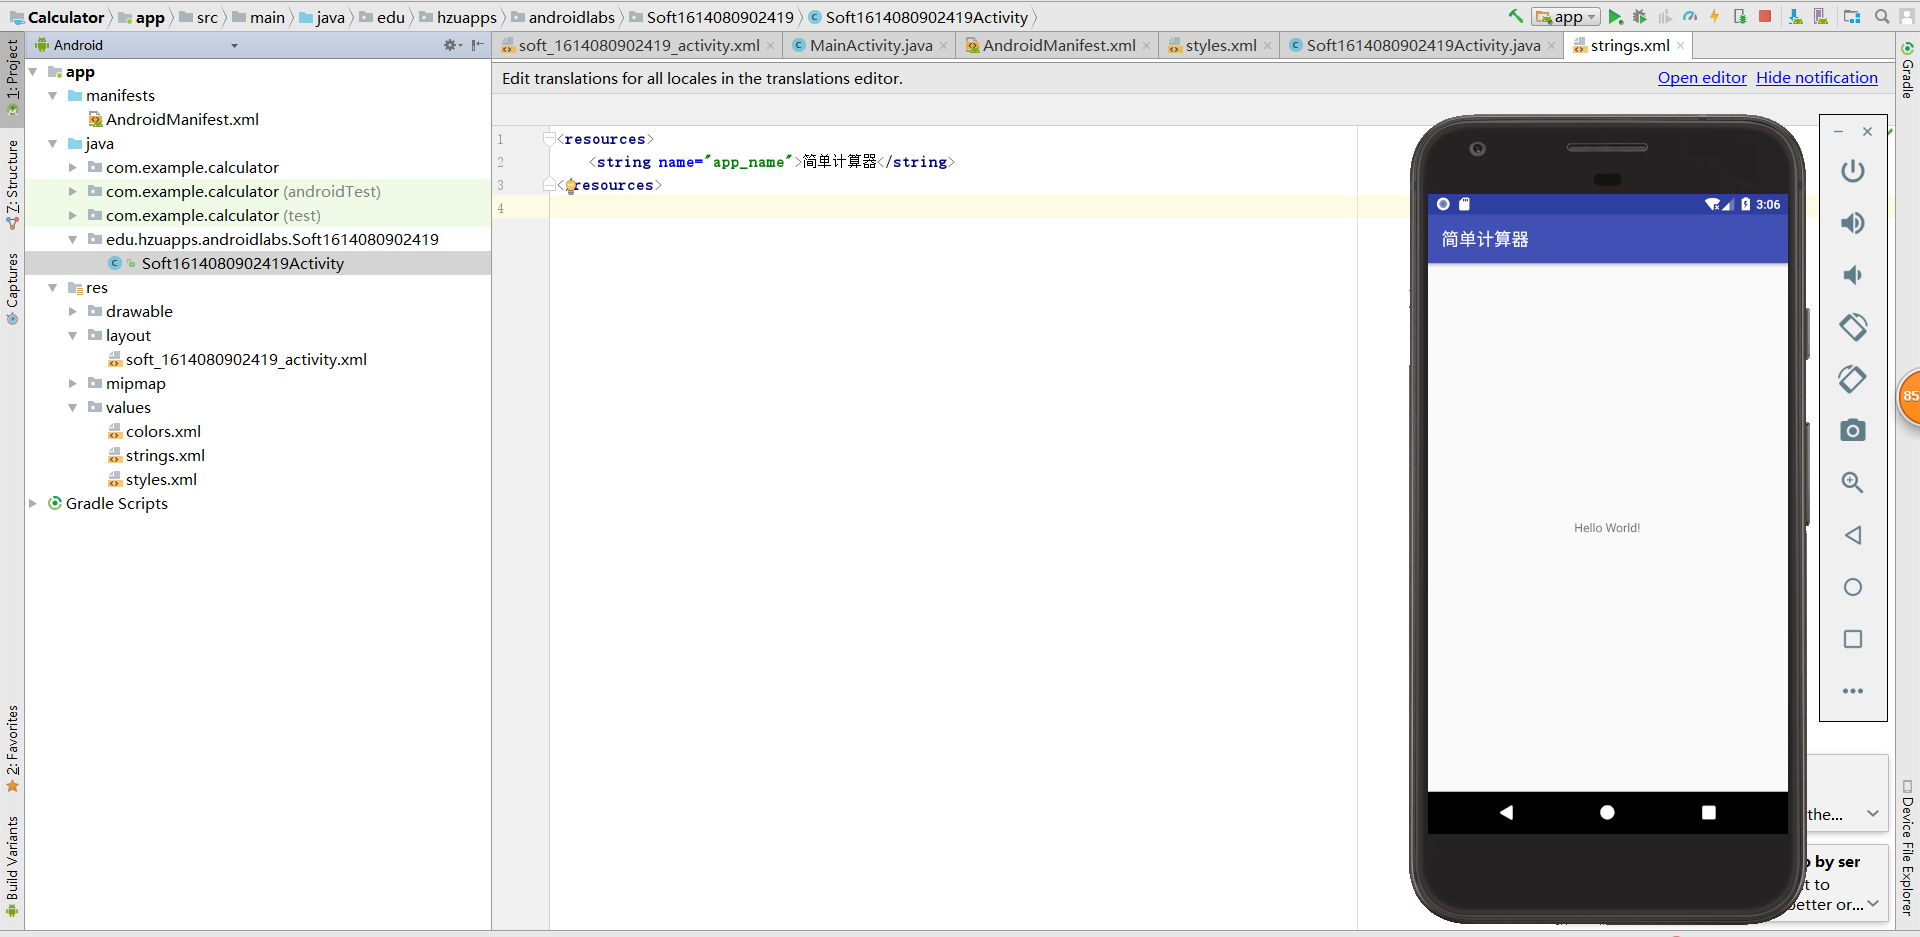 Calculator app src main java edu hzuapps androidlabs Soft1614080902419 Soft1614080902419Activity app
1: Project
Android
soft_1614080902419_activity.xml MainActivity.java AndroidManifest.xml styles.xml Soft1614080902419Activity.java strings.xml
Gradle
Edit translations for all locales in the translations editor. Open editor Hide notification
app
manifests
AndroidManifest.xml
java
com.example.calculator
com.example.calculator (androidTest)
com.example.calculator (test)
edu.hzuapps.androidlabs.Soft1614080902419
Soft1614080902419Activity
res
drawable
layout
soft_1614080902419_activity.xml
mipmap
values
colors.xml
strings.xml
styles.xml
Gradle Scripts
7: Structure
Captures
2: Favorites
Build Variants
1 <resources>
2 <string name="app_name">简单计算器</string>
3 <resources>
4
3:06
简单计算器
Hello World!
85
the...
by ser
t to
better or...
Device File Explorer